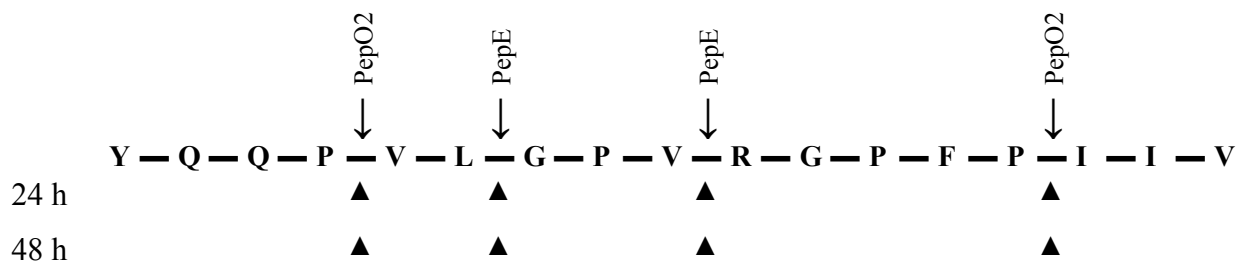 PepO2 PepE PepE PepO2
Y — Q — Q — P — V — L — G — P — V — R — G — P — F — P — I — I — V
24 h
48 h